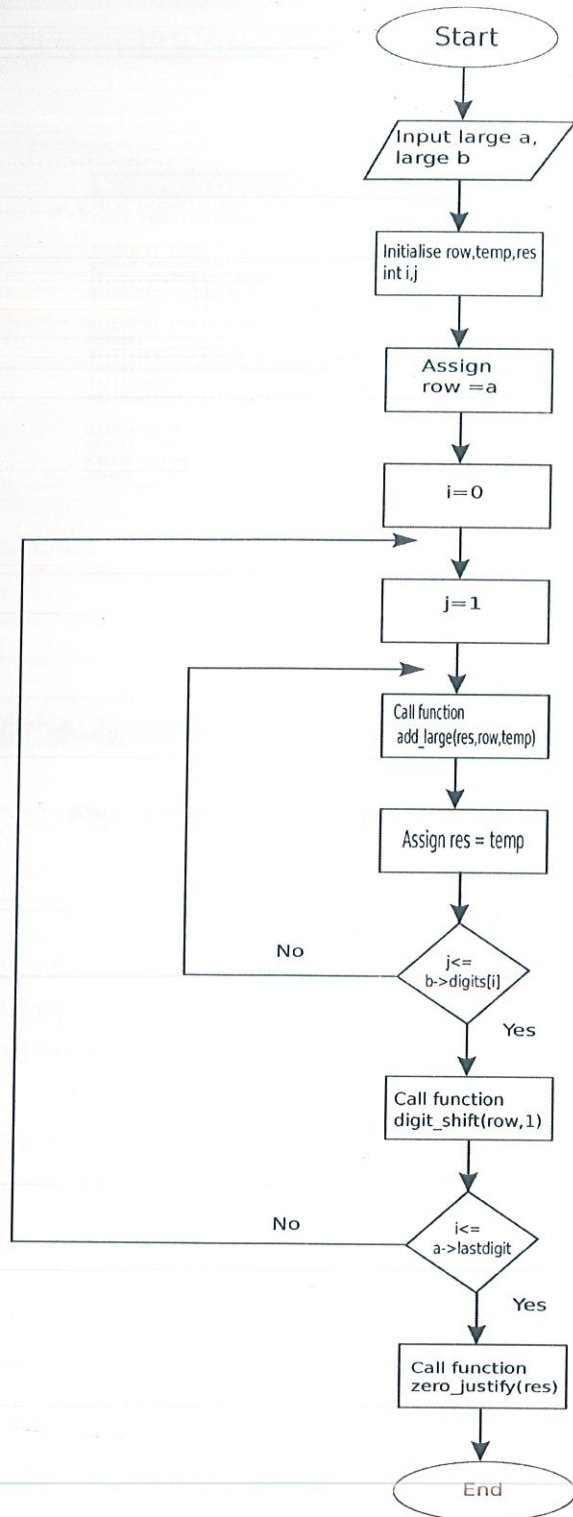 Start
Input large a,
large b
Initialise row,temp,res
int i,j
Assign
row =a
i=0
j=1
Call function
add_large(res,row,temp)
Assign res = temp
No
j<=
b->digits[i]
Yes
Call function
digit_shift(row,1)
No
i<=
a->lastdigit
Yes
Call function
zero_justify(res)
End